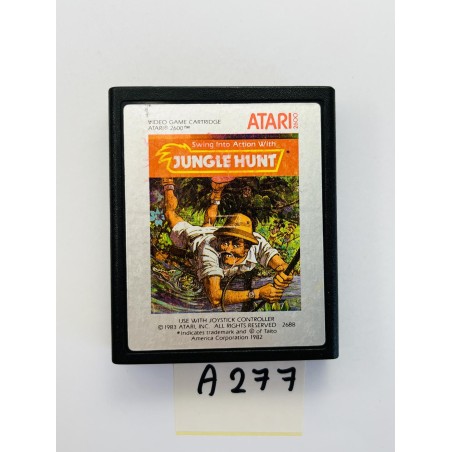 VIDEO GAME CARTRIDGE
ATARI® 2600™
ATARI 2600
Swing Into Action With
JUNGLE HUNT*
USE WITH JOYSTICK CONTROLLER
© 1983 ATARI, INC. ALL RIGHTS RESERVED 2688
*Indicates trademark and © of Taito
America Corporation 1982
A277